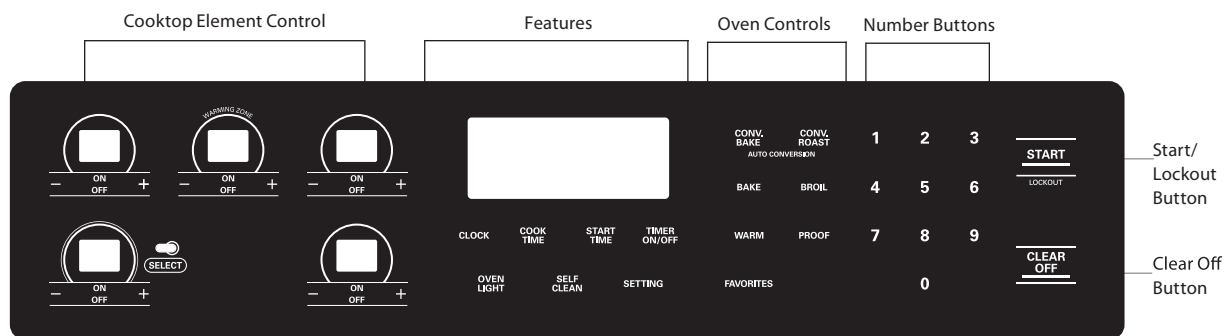 Cooktop Element Control
Features
Oven Controls
Number Buttons
WARMING ZONE
- ON OFF +
- ON OFF +
- ON OFF +
SELECT
- ON OFF +
- ON OFF +
CLOCK
COOK
TIME
START
TIME
TIMER
ON/OFF
OVEN
LIGHT
SELF
CLEAN
SETTING
CONV.
BAKE
CONV.
ROAST
AUTO CONVERSION
BAKE
BROIL
WARM
PROOF
FAVORITES
1 2 3
4 5 6
7 8 9
0
START
LOCKOUT
CLEAR
OFF
Start/
Lockout
Button
Clear Off
Button